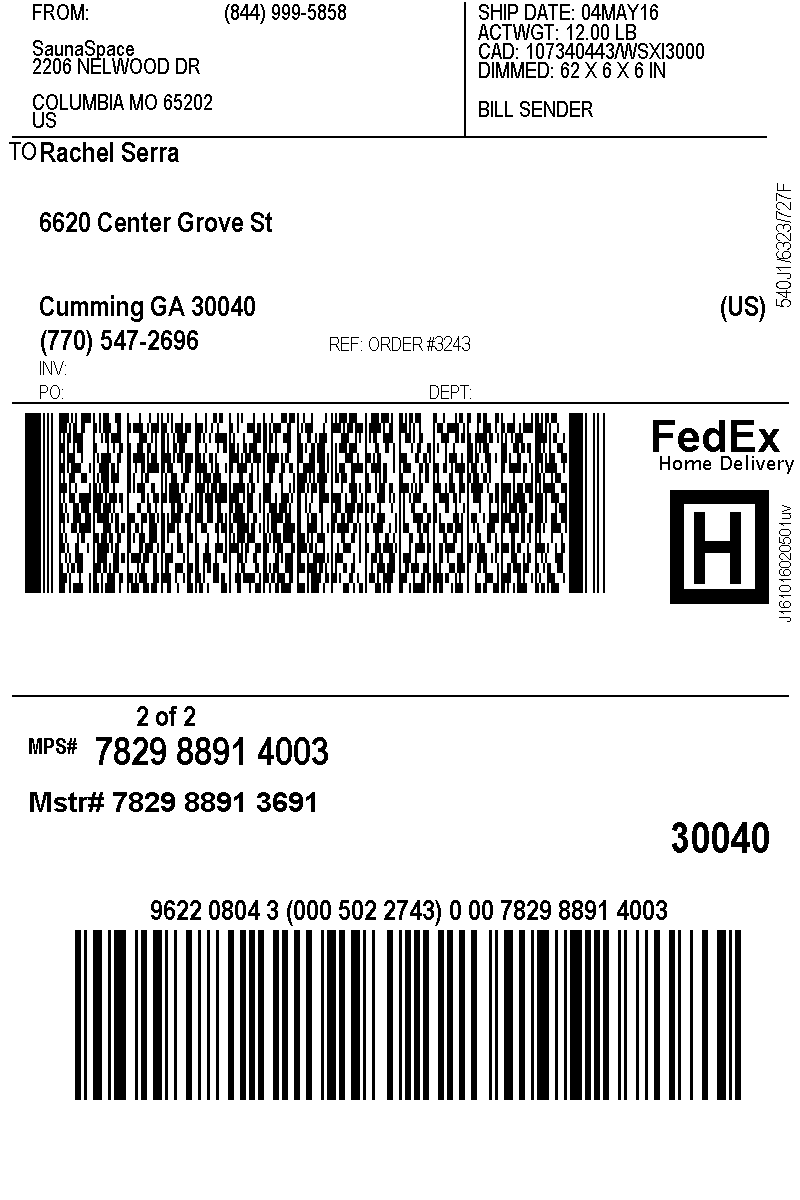 FROM: (844) 999-5858
SaunaSpace
2206 NELWOOD DR
COLUMBIA MO 65202
US
SHIP DATE: 04MAY16
ACTWGT: 12.00 LB
CAD: 107340443/WSXI3000
DIMMED: 62 X 6 X 6 IN
BILL SENDER
TO Rachel Serra
6620 Center Grove St
Cumming GA 30040 (US)
(770) 547-2696 REF: ORDER #3243
INV:
PO: DEPT:
540J1/6323/727F
FedEx
Home Delivery
H
J161016020501uv
2 of 2
MPS# 7829 8891 4003
Mstr# 7829 8891 3691
30040
9622 0804 3 (000 502 2743) 0 00 7829 8891 4003